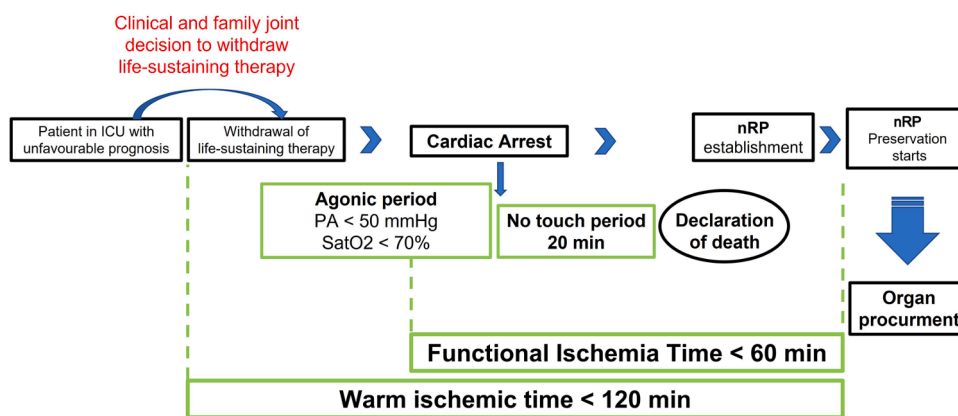 Clinical and family joint
decision to withdraw
life-sustaining therapy
Patient in ICU with
unfavourable prognosis
Withdrawal of
life-sustaining therapy
Cardiac Arrest
nRP
establishment
nRP
Preservation
starts
Agonic period
PA < 50 mmHg
SatO2 < 70%
No touch period
20 min
Declaration
of death
Organ
procurment
Functional Ischemia Time < 60 min
Warm ischemic time < 120 min